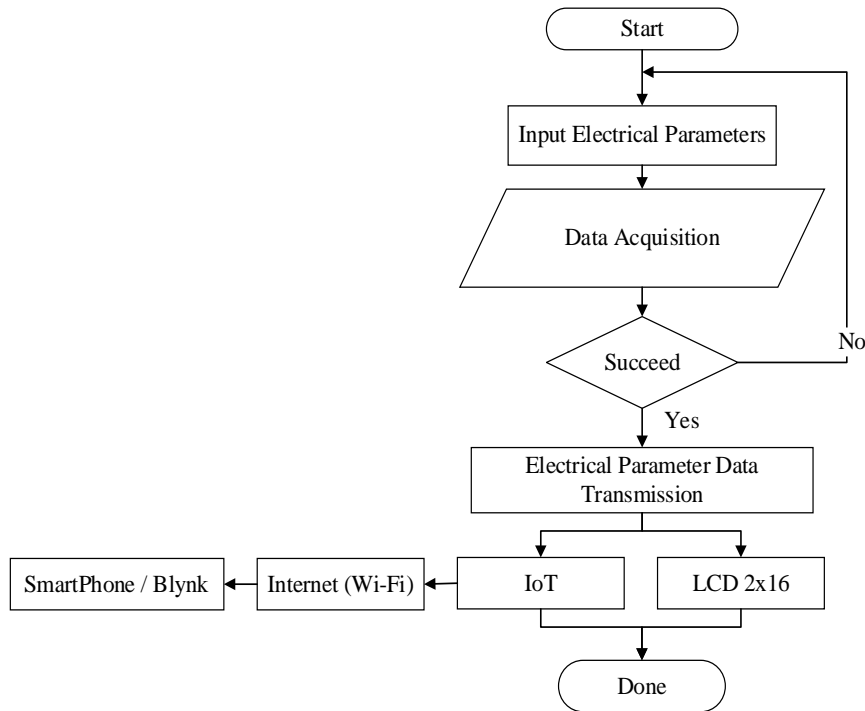 Start
Input Electrical Parameters
Data Acquisition
No
Succeed
Yes
Electrical Parameter Data
Transmission
SmartPhone / Blynk
Internet (Wi-Fi)
IoT
LCD 2x16
Done